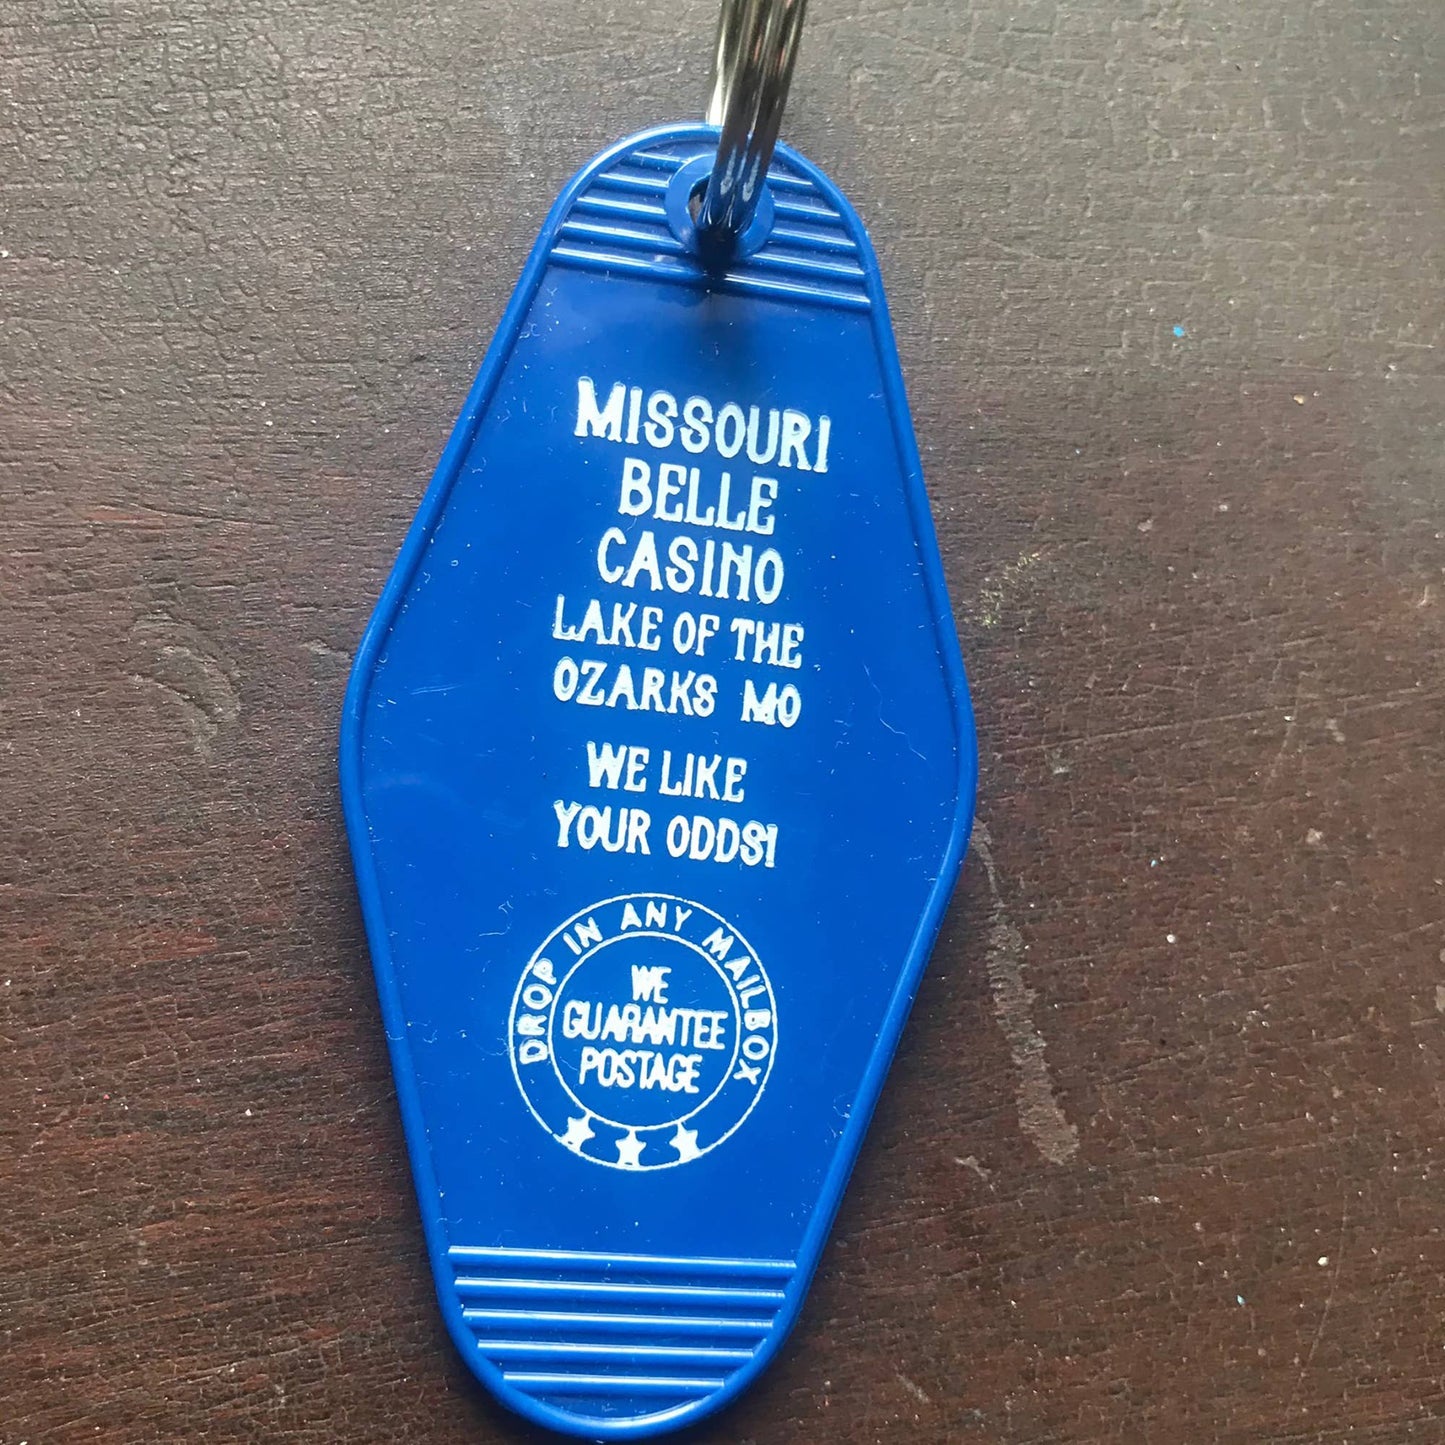 MISSOURI
BELLE
CASINO
LAKE OF THE
OZARKS MO
WE LIKE
YOUR ODDS!
DROP IN ANY MAILBOX
WE
GUARANTEE
POSTAGE